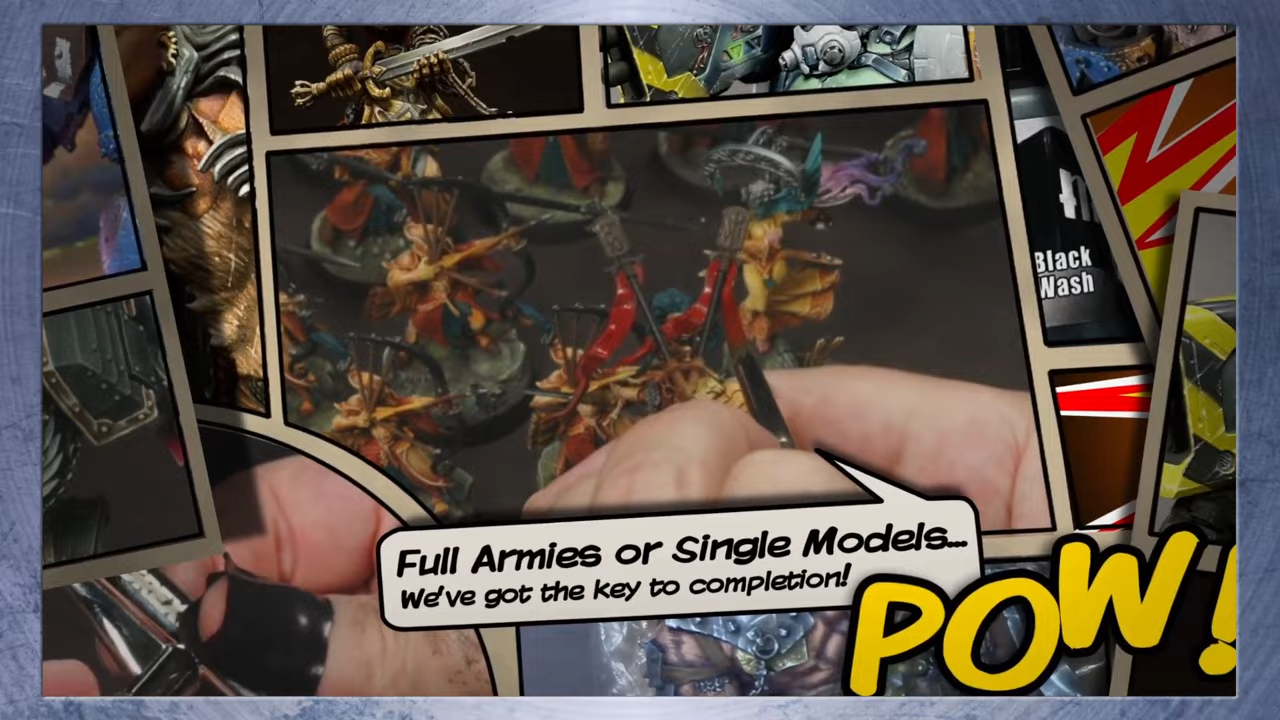 Black
Wash
Full Armies or Single Models...
We've got the key to completion!
POW!